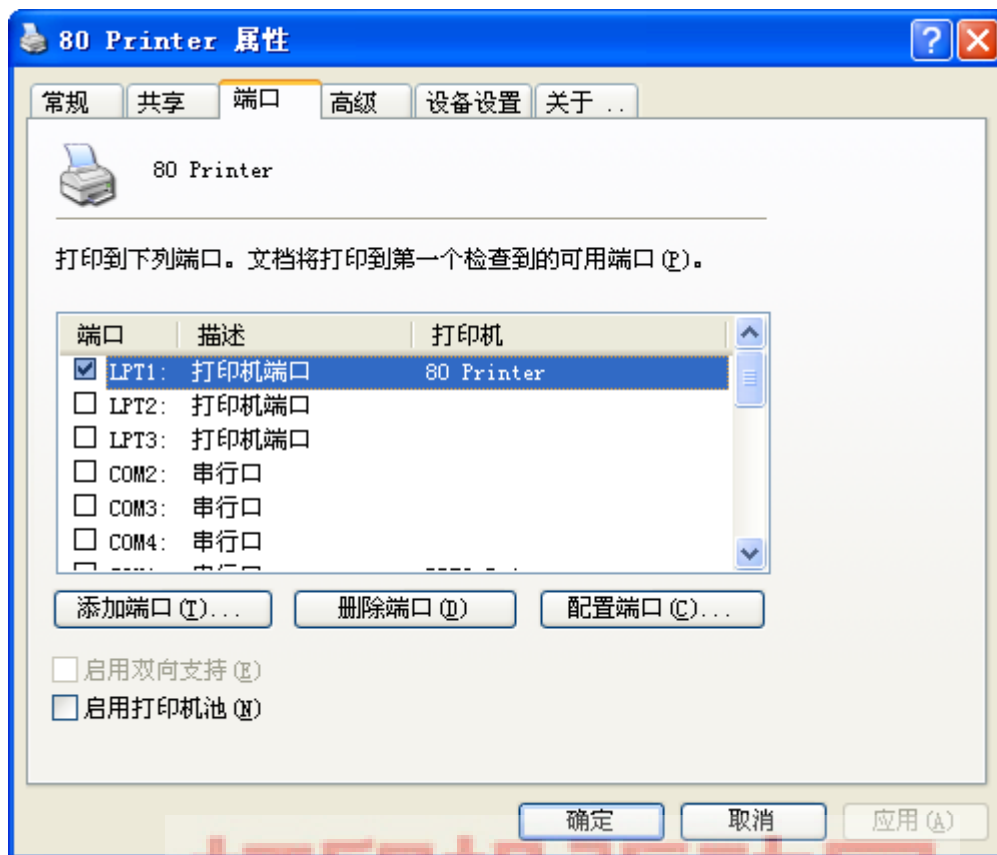 80 Printer 属性
常规 共享 端口 高级 设备设置 关于 ..
80 Printer
打印到下列端口。文档将打印到第一个检查到的可用端口(P)。
端口 描述 打印机
LPT1: 打印机端口 80 Printer
LPT2: 打印机端口
LPT3: 打印机端口
COM2: 串行口
COM3: 串行口
COM4: 串行口
添加端口(T)... 删除端口(D) 配置端口(C)...
启用双向支持(E)
启用打印机池(N)
确定 取消 应用(A)